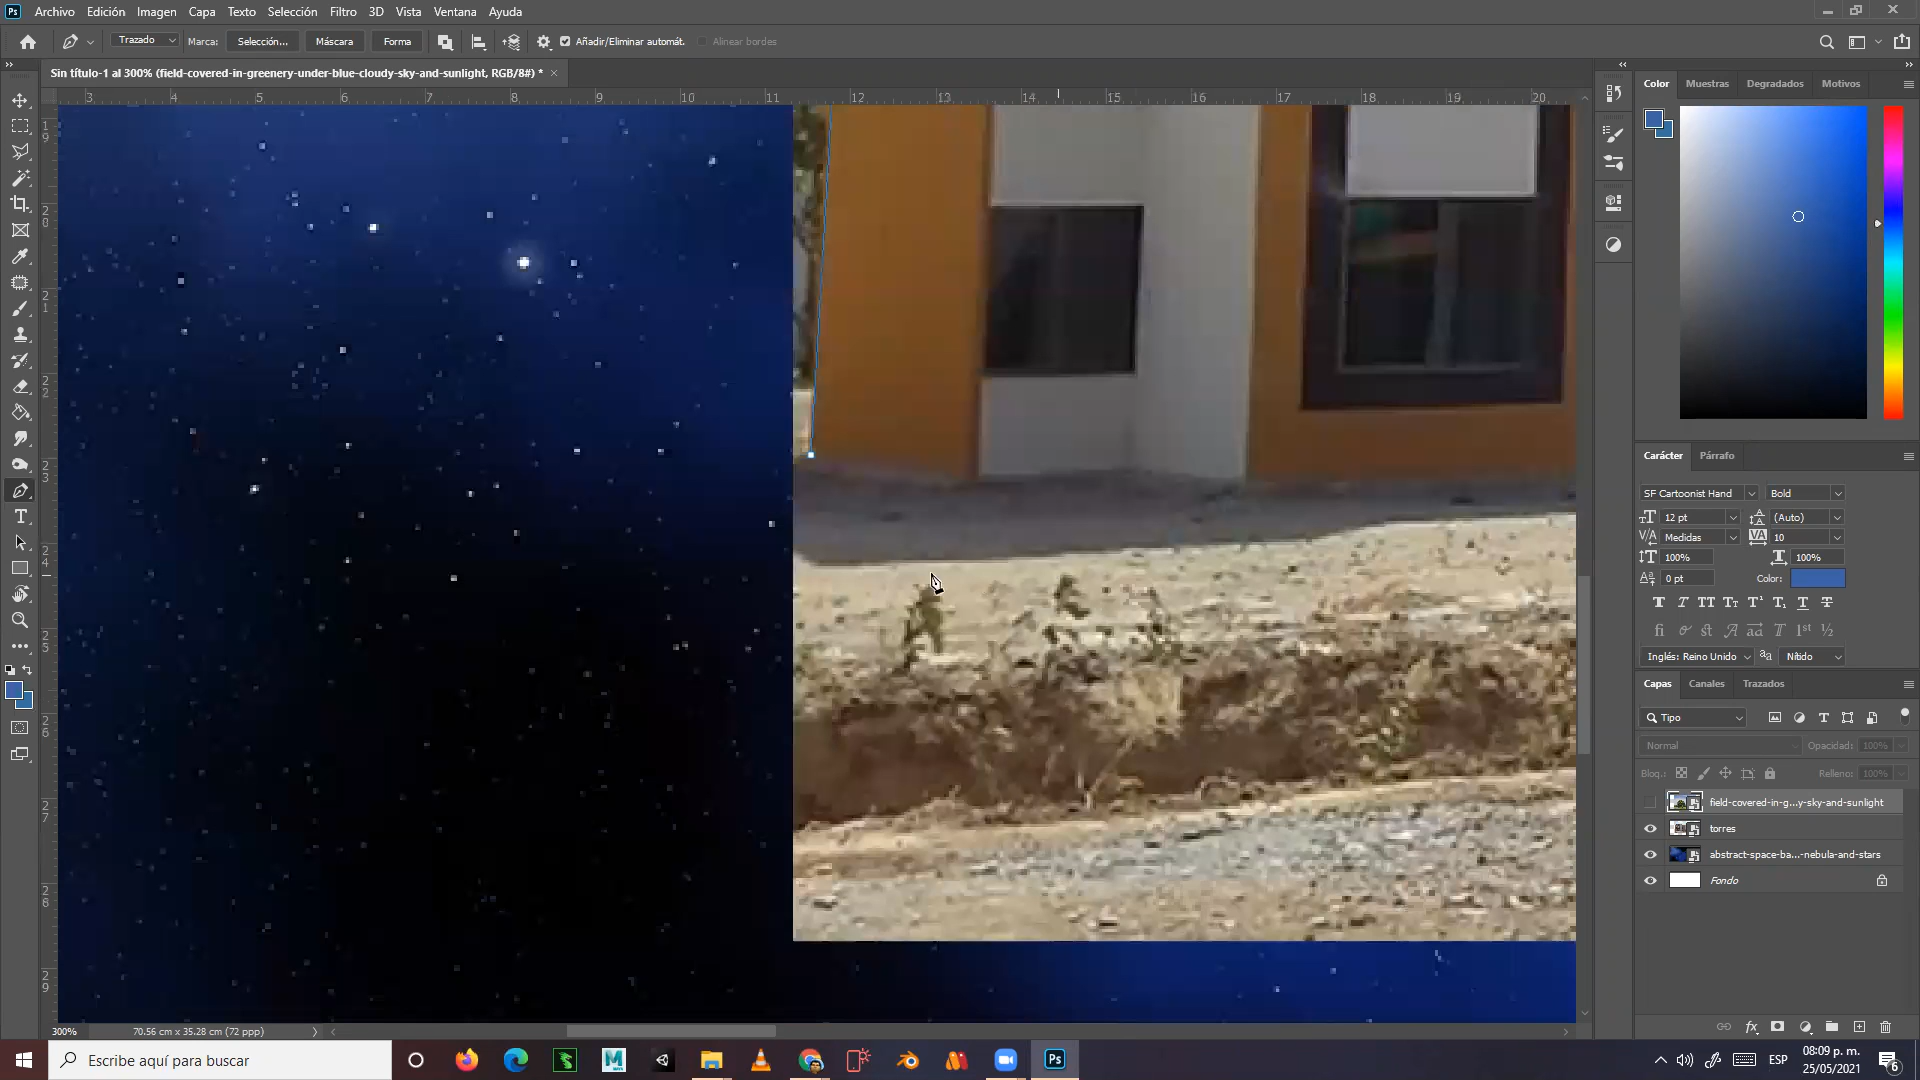 Ps Archivo Edición Imagen Capa Texto Selección Filtro 3D Vista Ventana Ayuda
Trazado Marca: Selección... Máscara Forma Añadir/Eliminar automát. Alinear bordes
Sin título-1 al 300% (field-covered-in-greenery-under-blue-cloudy-sky-and-sunlight, RGB/8#) * ×
3 4 5 6 7 8 9 10 11 12 13 14 15 16 17 18 19 20
Color Muestras Degradados Motivos
Carácter Párrafo
SF Cartoonist Hand Bold
12 pt (Auto)
Medidas 10
100% 100%
0 pt Color:
Inglés: Reino Unido aa Nítido
Capas Canales Trazados
Tipo
Normal Opacidad: 100%
Bloq.: Relleno: 100%
field-covered-in-g...y-sky-and-sunlight
torres
abstract-space-ba...-nebula-and-stars
Fondo
300% 70.56 cm x 35.28 cm (72 ppp)
Escribe aquí para buscar
Ps
ESP
08:09 p. m.
25/05/2021
6